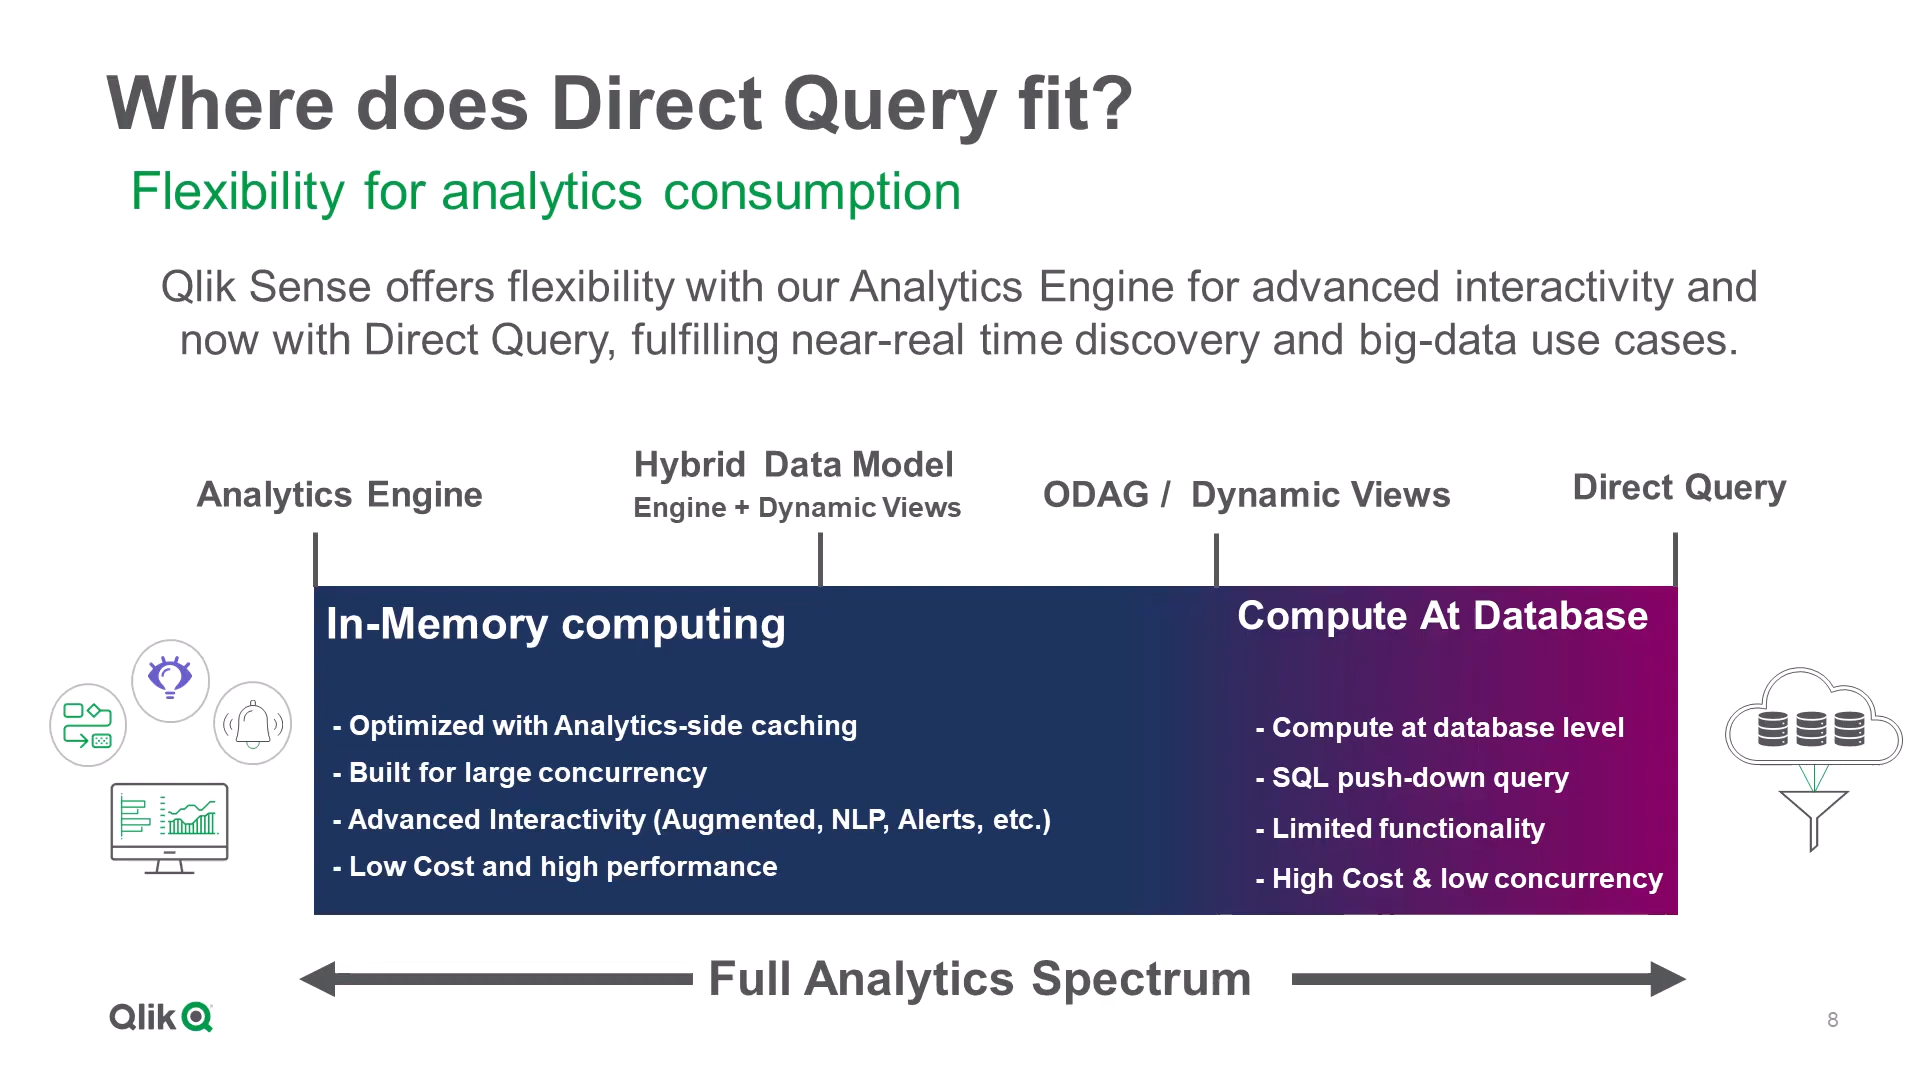 Where does Direct Query fit?
Flexibility for analytics consumption
Qlik Sense offers flexibility with our Analytics Engine for advanced interactivity and
now with Direct Query, fulfilling near-real time discovery and big-data use cases.
Analytics Engine
Hybrid Data Model
Engine + Dynamic Views
ODAG / Dynamic Views
Direct Query
In-Memory computing
- Optimized with Analytics-side caching
- Built for large concurrency
- Advanced Interactivity (Augmented, NLP, Alerts, etc.)
- Low Cost and high performance
Compute At Database
- Compute at database level
- SQL push-down query
- Limited functionality
- High Cost & low concurrency
Full Analytics Spectrum
Qlik
8